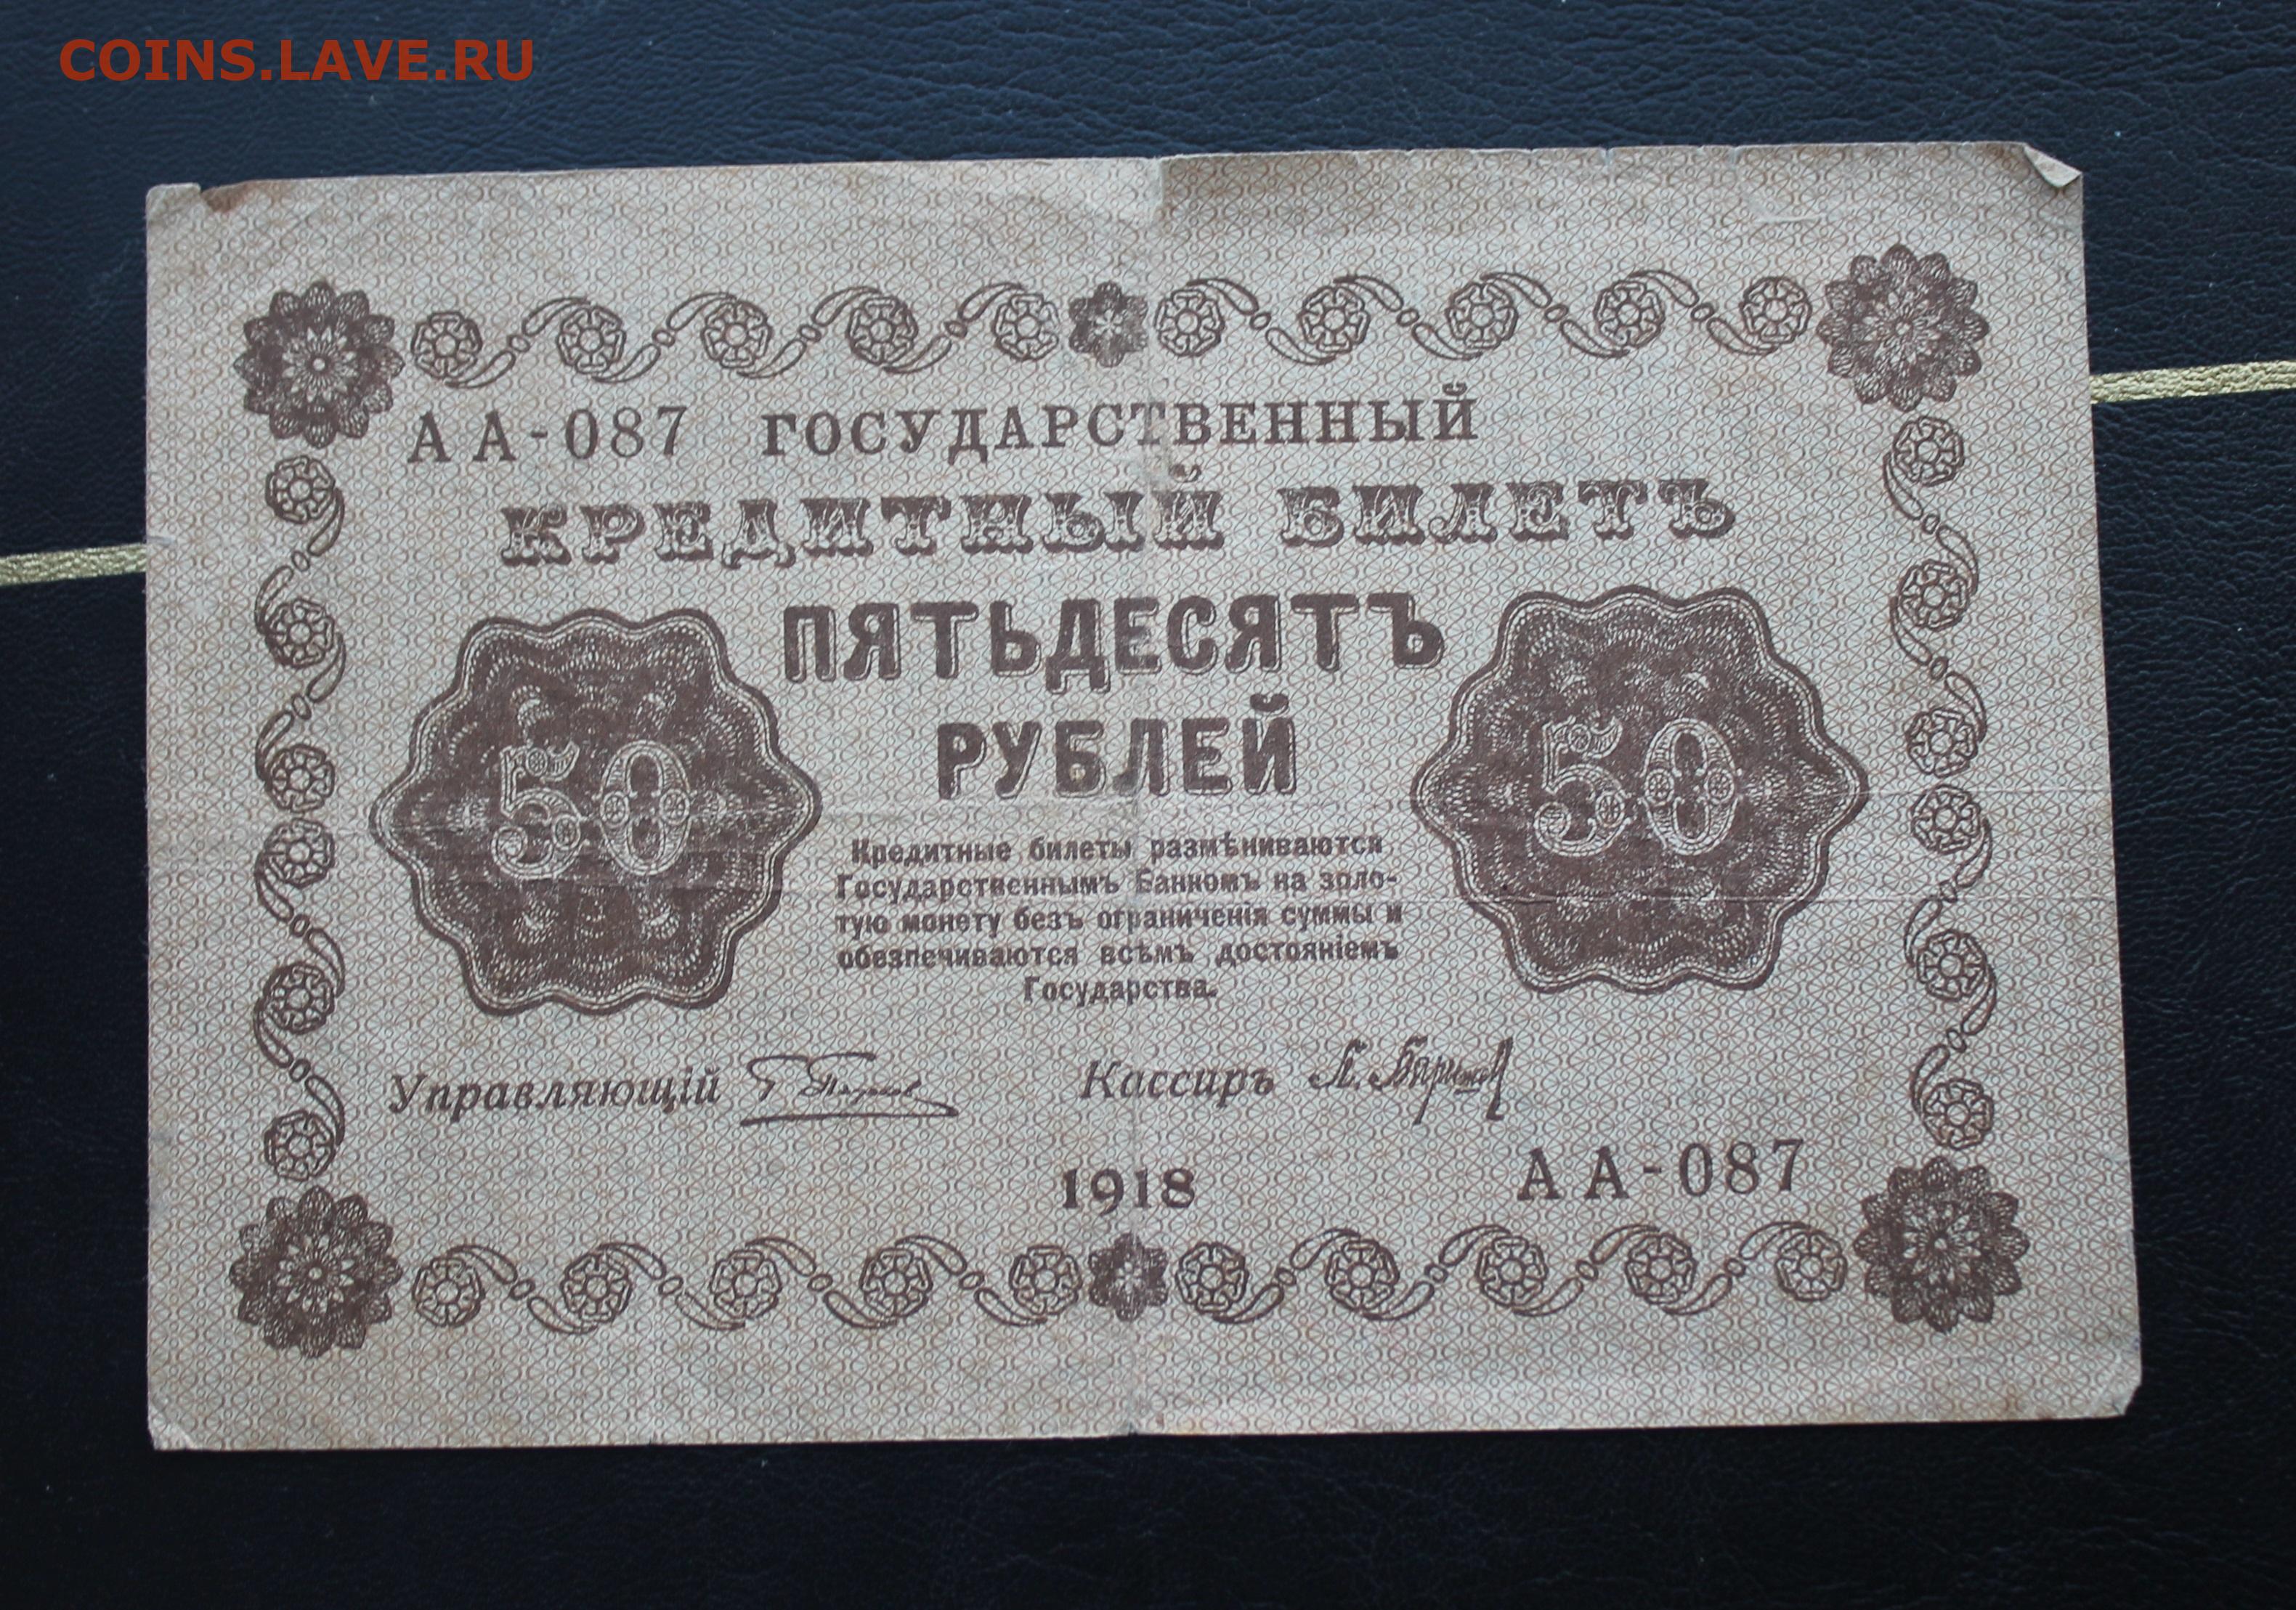 COINS.LAVE.RU
АА-087 ГОСУДАРСТВЕННЫЙ
КРЕДИТНЫЙ БИЛЕТЪ
ПЯТЬДЕСЯТЪ
РУБЛЕЙ
50
50
Кредитные билеты размѣниваются
Государственнымъ Банкомъ на золо-
тую монету безъ ограниченія суммы и
обезпечиваются всѣмъ достояніемъ
Государства.
Управляющій Кассиръ
1918
АА-087